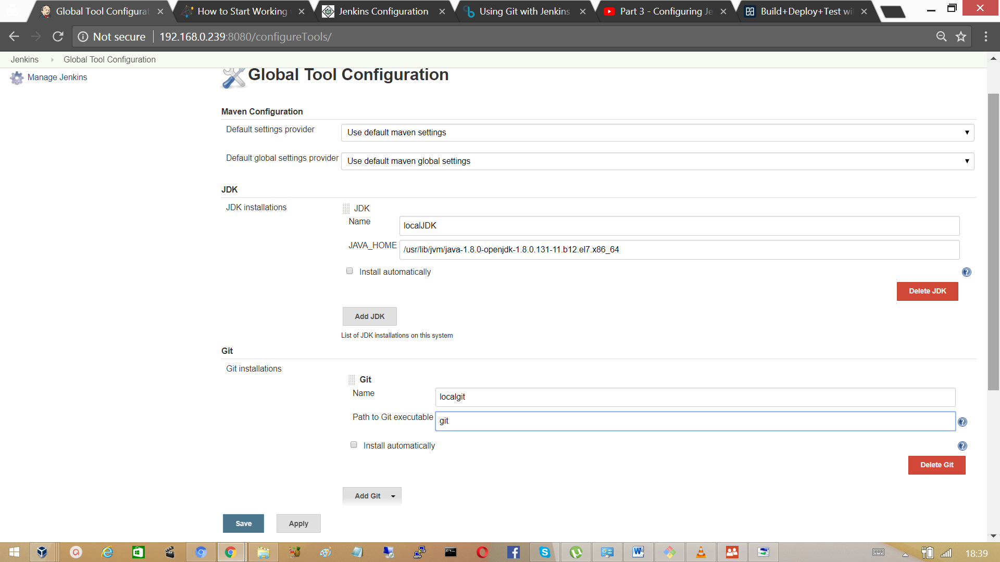 Global Tool Configurat
How to Start Working
Jenkins Configuration
Using Git with Jenkins
Part 3 - Configuring Je
Build+Deploy+Test wi
Not secure
192.168.0.239:8080/configureTools/
Jenkins
Global Tool Configuration
Manage Jenkins
Global Tool Configuration
Maven Configuration
Default settings provider
Use default maven settings
Default global settings provider
Use default maven global settings
JDK
JDK installations
JDK
Name
localJDK
JAVA_HOME
/usr/lib/jvm/java-1.8.0-openjdk-1.8.0.131-11.b12.el7.x86_64
Install automatically
Delete JDK
Add JDK
List of JDK installations on this system
Git
Git installations
Git
Name
localgit
Path to Git executable
git
Install automatically
Delete Git
Add Git
Save
Apply
18:39